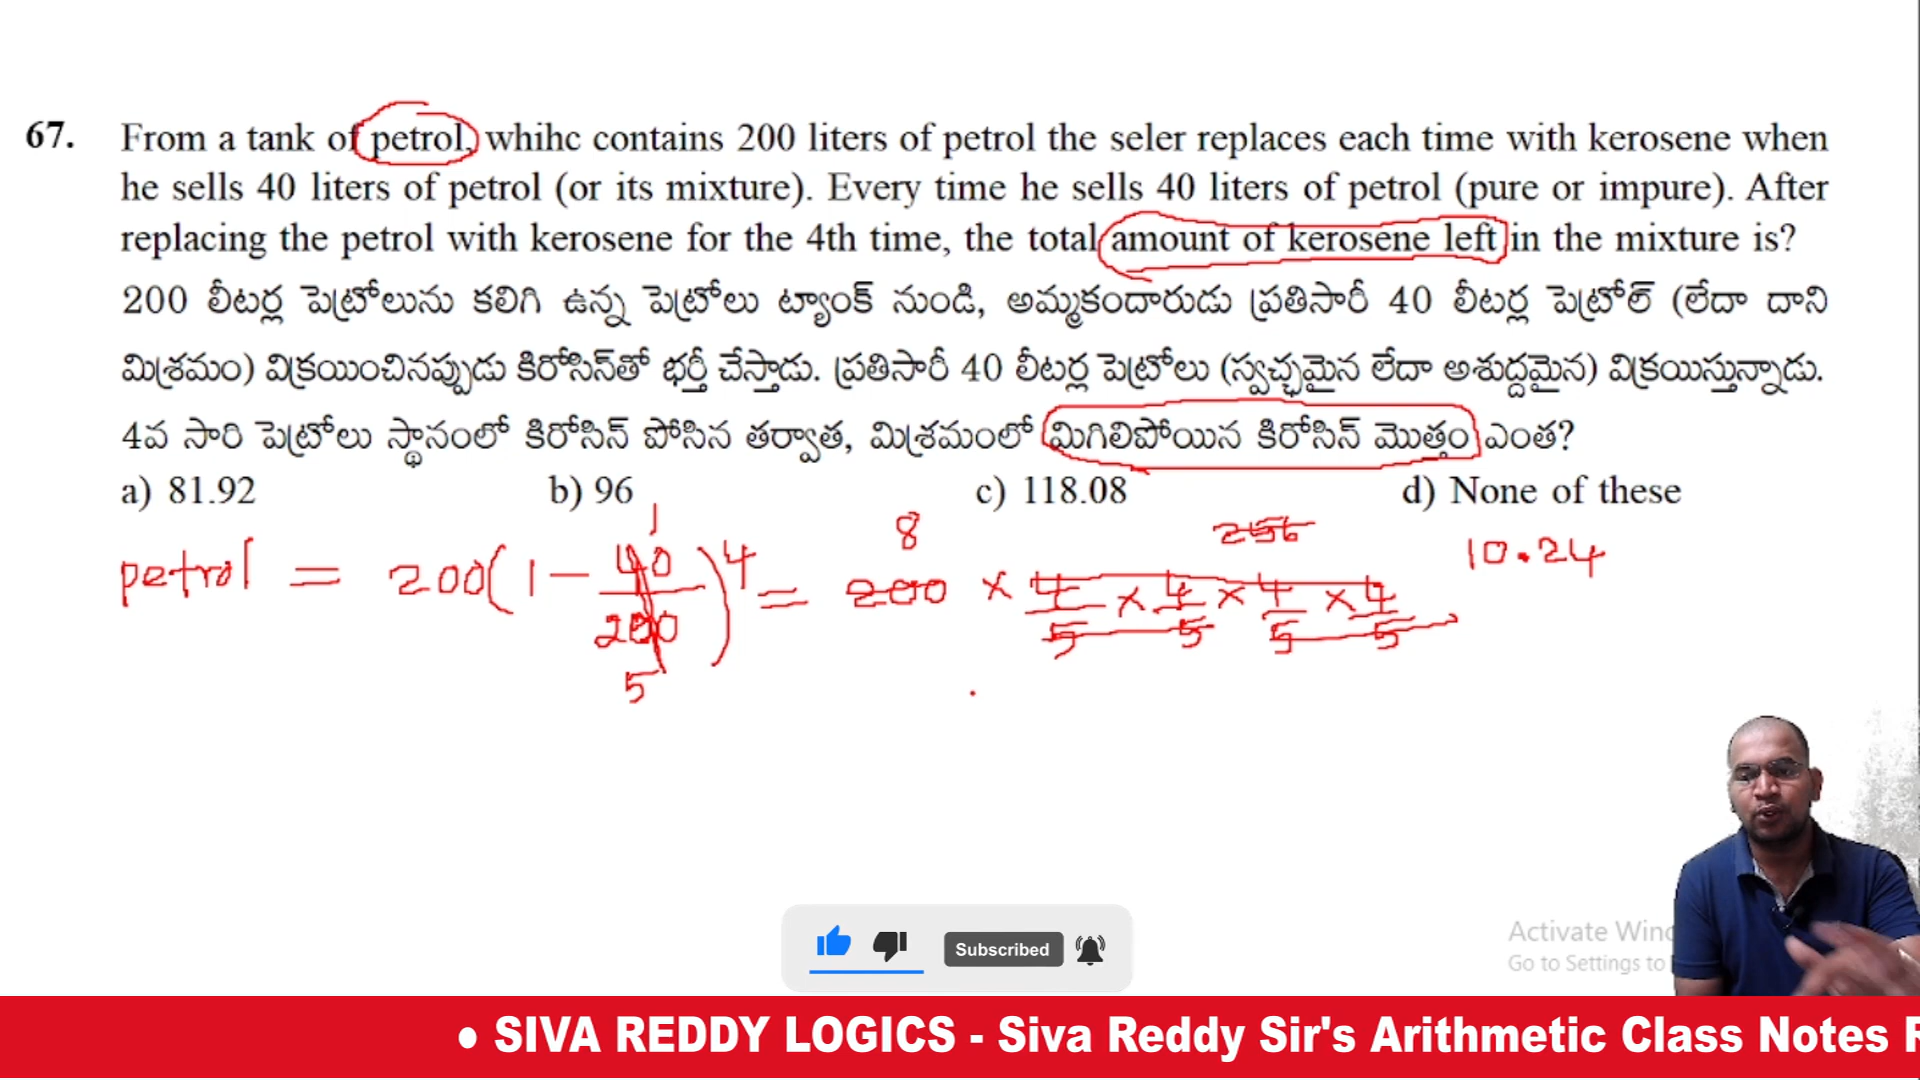 67. From a tank of petrol, whihc contains 200 liters of petrol the seler replaces each time with kerosene when
he sells 40 liters of petrol (or its mixture). Every time he sells 40 liters of petrol (pure or impure). After
replacing the petrol with kerosene for the 4th time, the total amount of kerosene left in the mixture is?
200 లీటర్ల పెట్రోలును కలిగి ఉన్న పెట్రోలు ట్యాంక్ నుండి, అమ్మకందారుడు ప్రతిసారీ 40 లీటర్ల పెట్రోల్ (లేదా దాని
మిశ్రమం) విక్రయించినప్పుడు కిరోసిన్‌తో భర్తీ చేస్తాడు. ప్రతిసారీ 40 లీటర్ల పెట్రోలు (స్వచ్ఛమైన లేదా అశుద్దమైన) విక్రయిస్తున్నాడు.
4వ సారి పెట్రోలు స్థానంలో కిరోసిన్ పోసిన తర్వాత, మిశ్రమంలో మిగిలిపోయిన కిరోసిన్ మొత్తం ఎంత?
a) 81.92 b) 96 c) 118.08 d) None of these
1 8 256 10.24
petrol = 200(1 - 40/200)4 = 200 × 4/5 × 4/5 × 4/5 × 4/5
5
Subscribed
Activate Wind
Go to Settings to
• SIVA REDDY LOGICS - Siva Reddy Sir's Arithmetic Class Notes